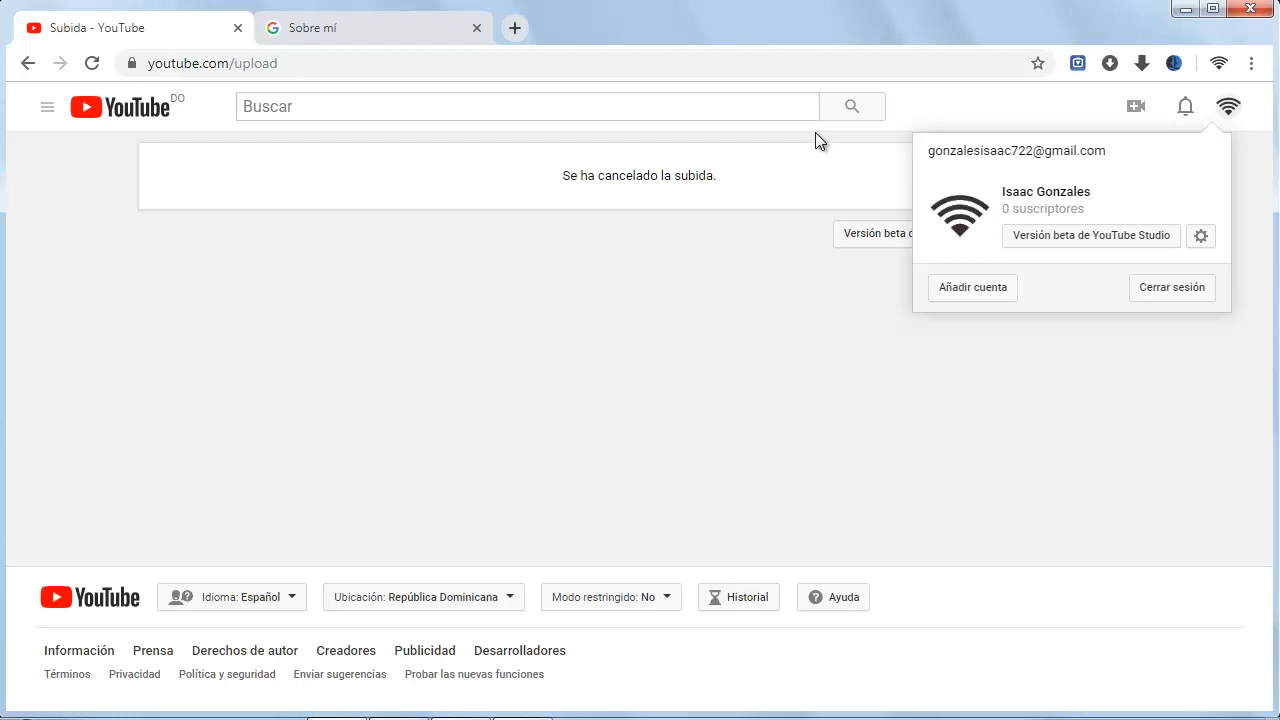 Subida - YouTube
Sobre mí
youtube.com/upload
YouTube DO
Buscar
gonzalesisaac722@gmail.com
Se ha cancelado la subida.
Isaac Gonzales
0 suscriptores
Versión beta d
Versión beta de YouTube Studio
Añadir cuenta
Cerrar sesión
YouTube
Idioma: Español
Ubicación: República Dominicana
Modo restringido: No
Historial
Ayuda
Información Prensa Derechos de autor Creadores Publicidad Desarrolladores
Términos Privacidad Política y seguridad Enviar sugerencias Probar las nuevas funciones